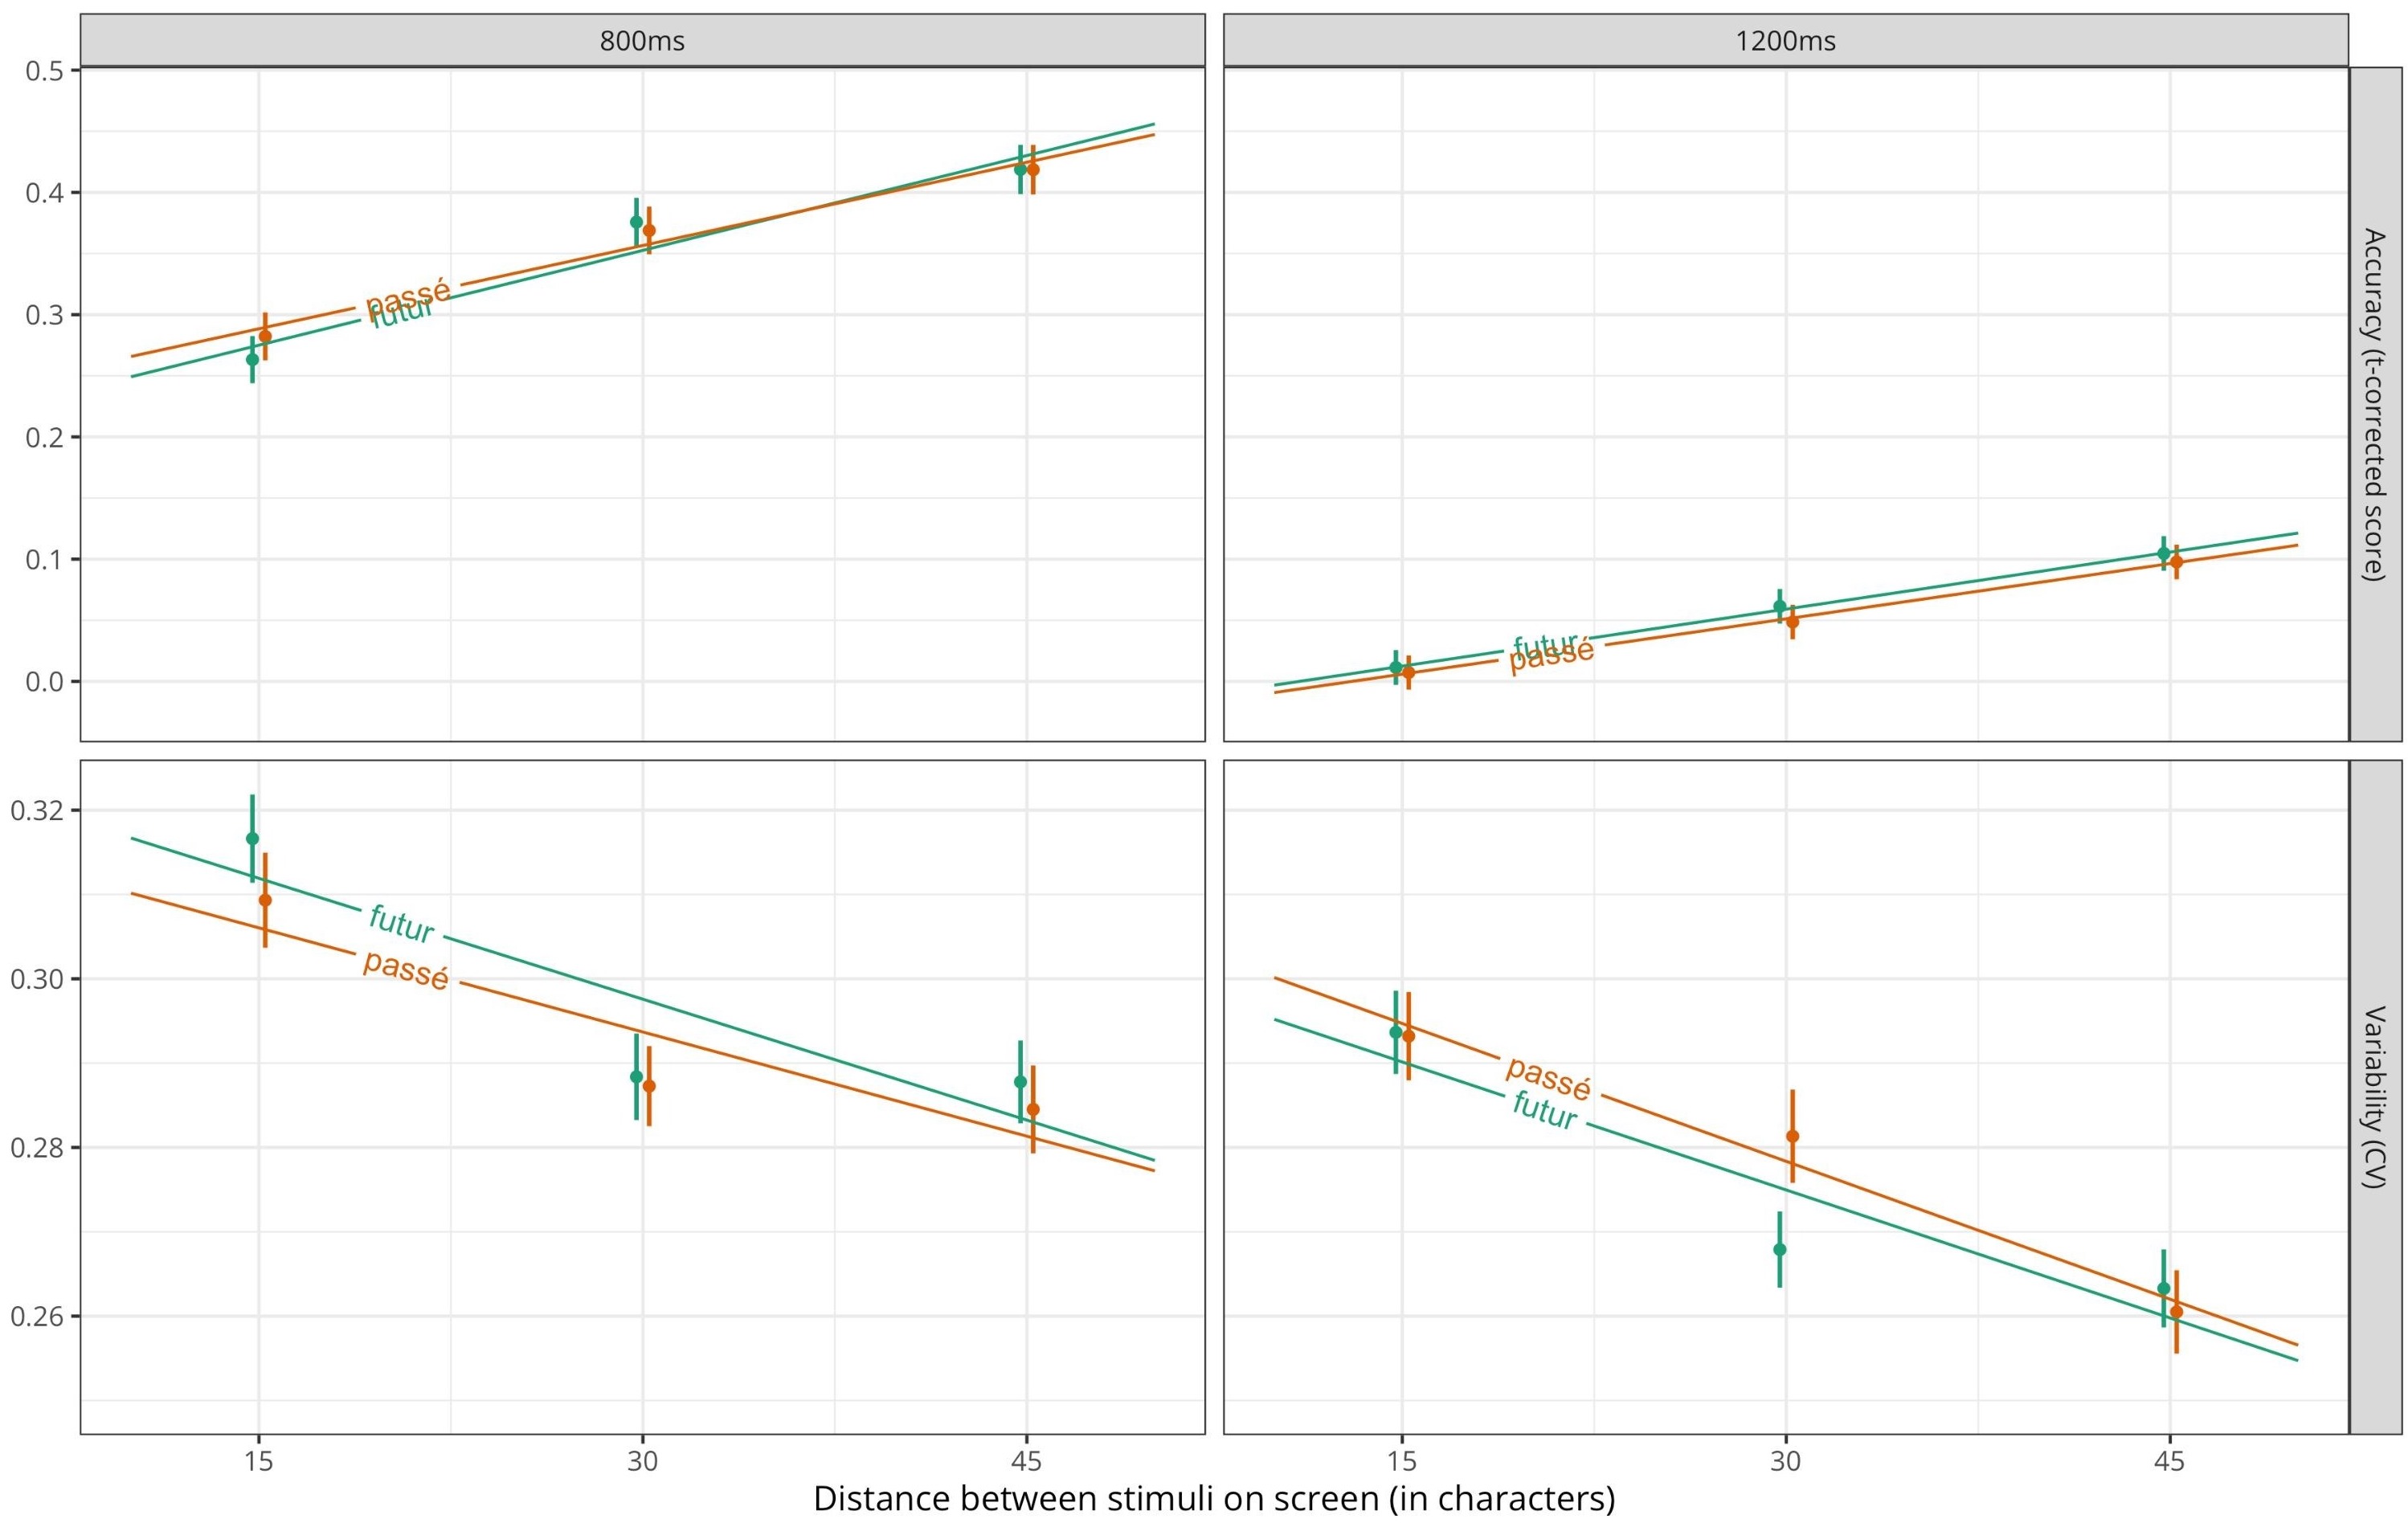 800ms
1200ms
0.5
0.4
0.3
0.2
0.1
0.0
passé
futur
futur
passé
Accuracy (t-corrected score)
0.32
0.30
0.28
0.26
futur
passé
passé
futur
Variability (CV)
15
30
45
15
30
45
Distance between stimuli on screen (in characters)